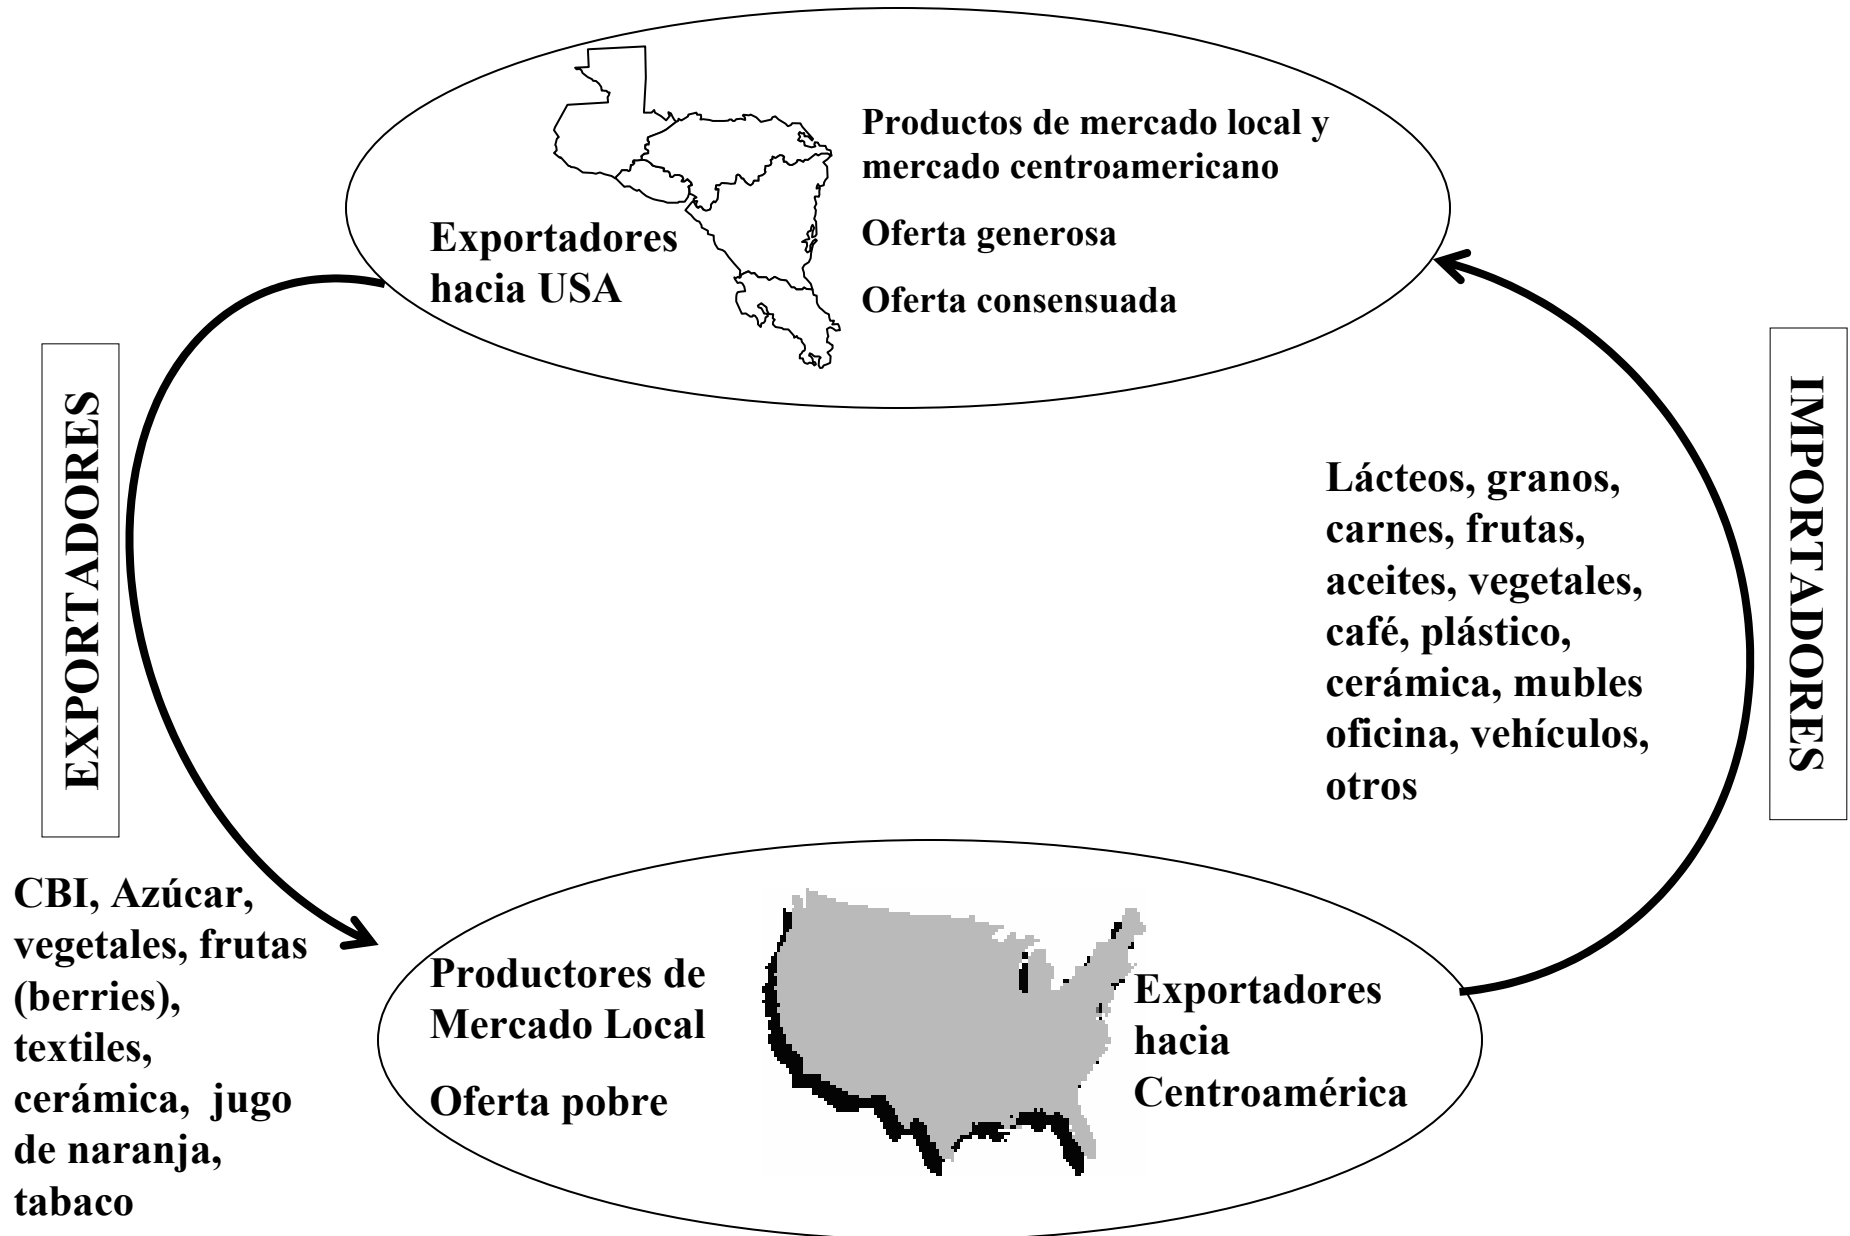 Productos de mercado local y
mercado centroamericano
Oferta generosa
Oferta consensuada
Exportadores
hacia USA
EXPORTADORES
IMPORTADORES
Lácteos, granos,
carnes, frutas,
aceites, vegetales,
café, plástico,
cerámica, mubles
oficina, vehículos,
otros
CBI, Azúcar,
vegetales, frutas
(berries),
textiles,
cerámica, jugo
de naranja,
tabaco
Productores de
Mercado Local
Oferta pobre
Exportadores
hacia
Centroamérica